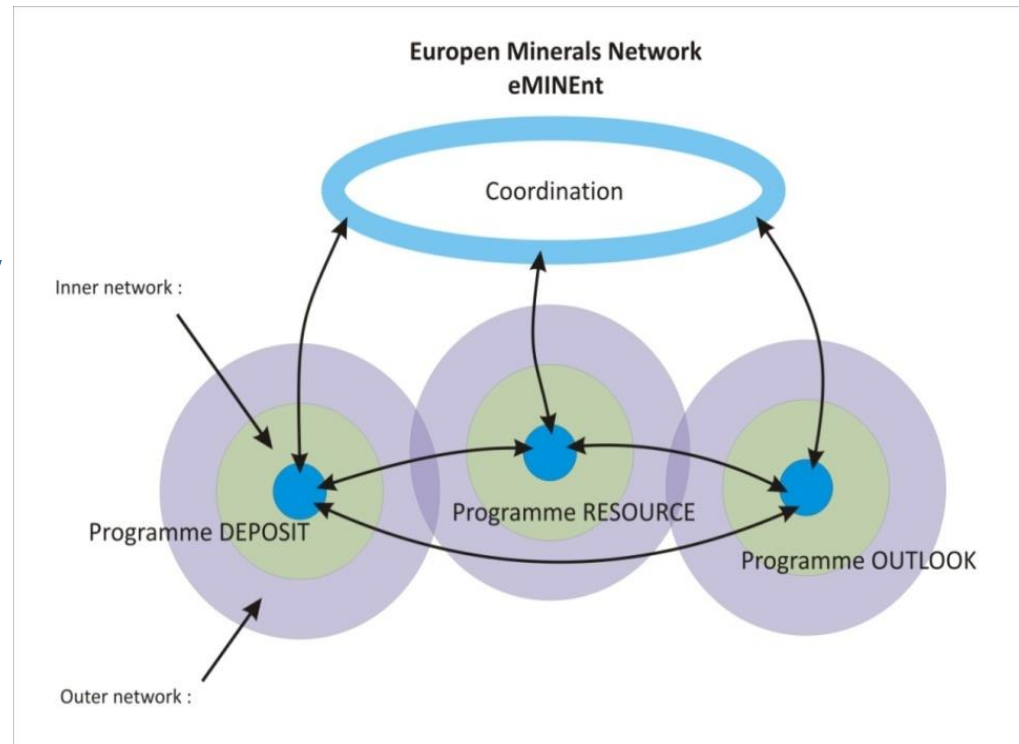 Europen Minerals Network
eMINEnt
Coordination
Inner network :
Programme DEPOSIT
Programme RESOURCE
Programme OUTLOOK
Outer network :